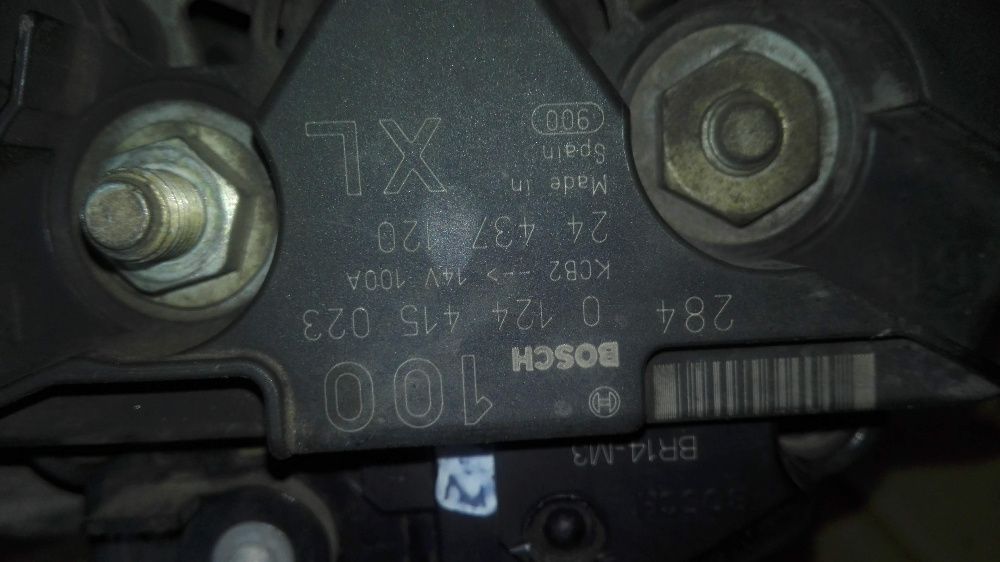 BOSCH 100
284 0 124 415 023
KCB2 --> 14V 100A
24 437 120
Made in
Spain
900
XL
BR14-M3
BOSCH